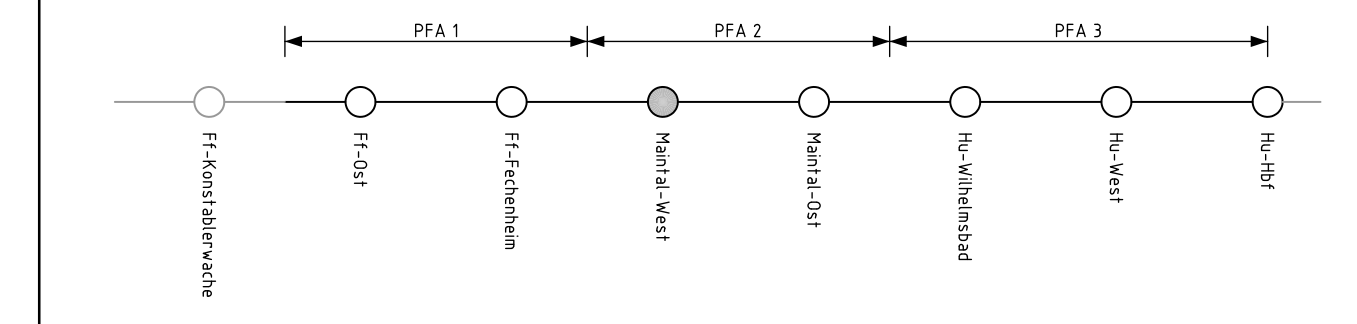 PFA 1
PFA 2
PFA 3
Ff-Konstablerwache
Ff-Ost
Ff-Fechenheim
Maintal-West
Maintal-Ost
Hu-Wilhelmsbad
Hu-West
Hu-Hbf